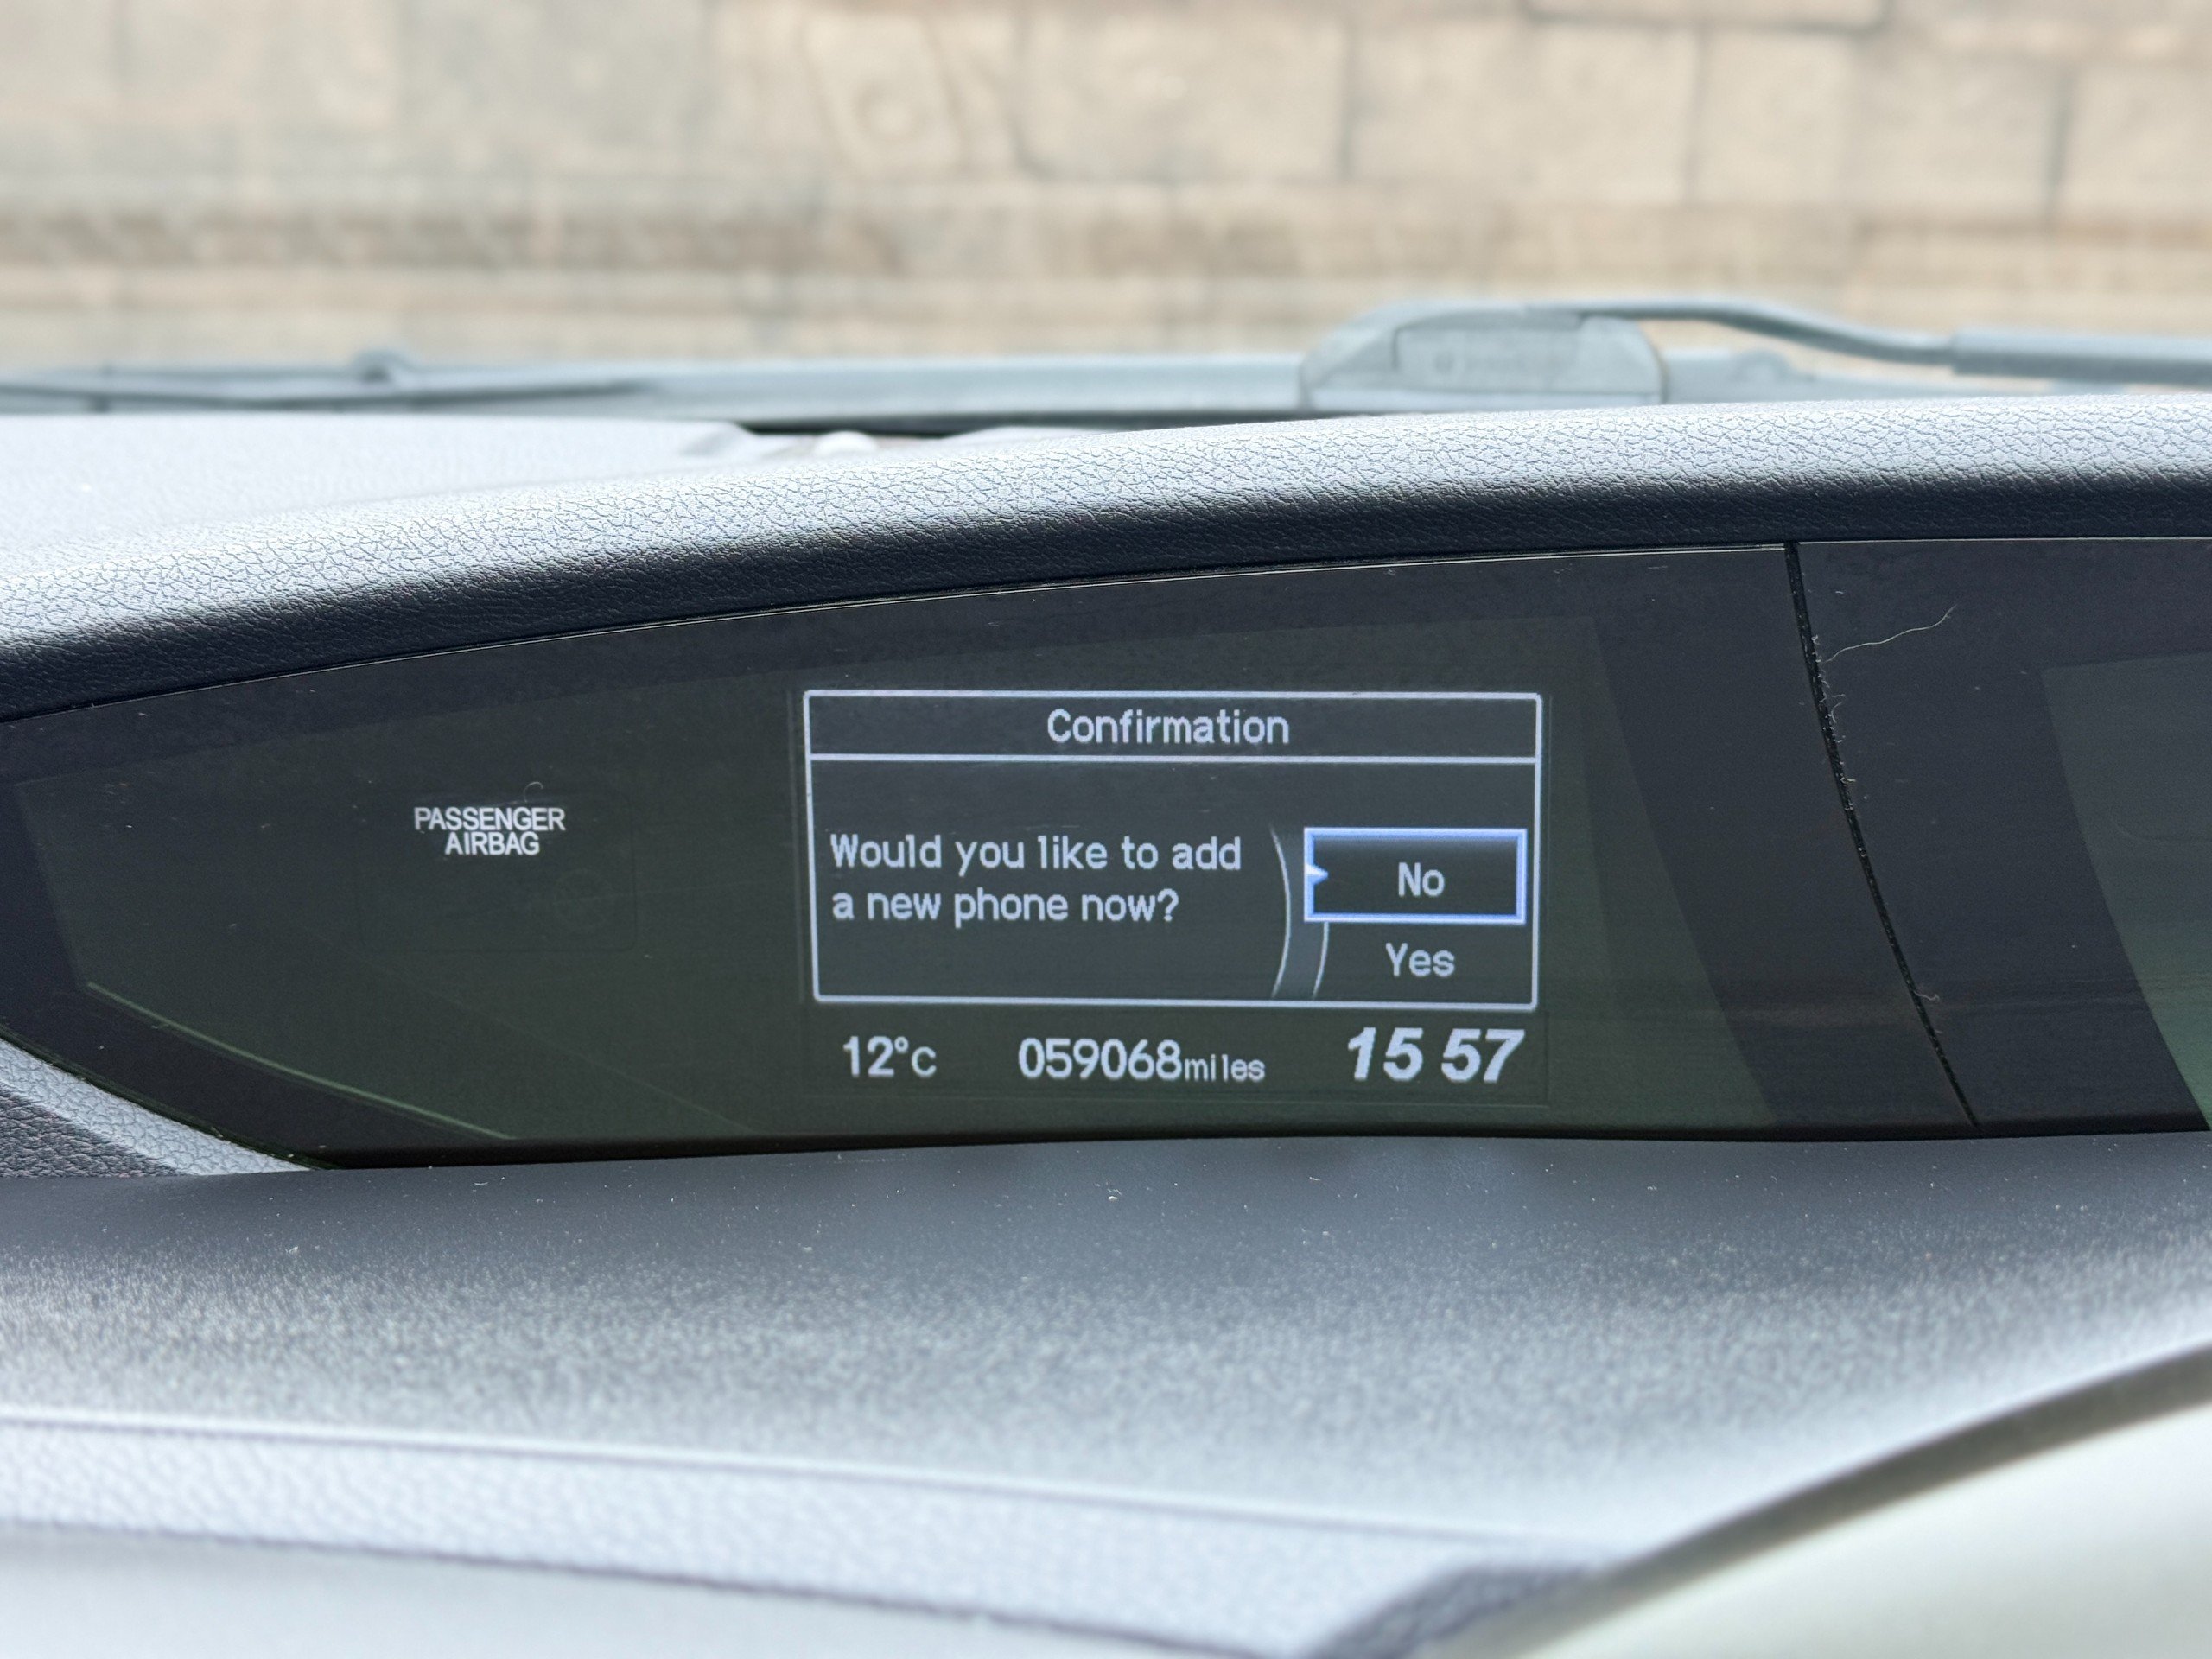 Confirmation
PASSENGER
AIRBAG
Would you like to add
a new phone now?
No
Yes
12°C
059068miles
15 57